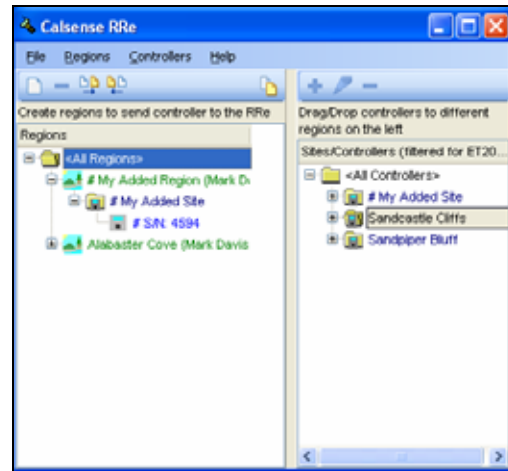 Calsense RRe
File Regions Controllers Help
Create regions to send controller to the RRe
Regions
<All Regions>
# My Added Region (Mark D
# My Added Site
# S/N: 4594
Alabaster Cove (Mark Davis
Drag/Drop controllers to different
regions on the left
Sites/Controllers (filtered for ET20...
<All Controllers>
# My Added Site
Sandcastle Cliffs
Sandpiper Bluff